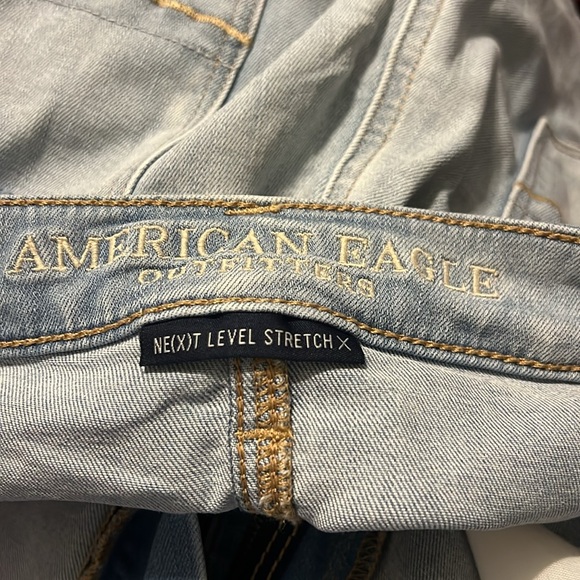 AMERICAN EAGLE
OUTFITTERS
NE(X)T LEVEL STRETCH X